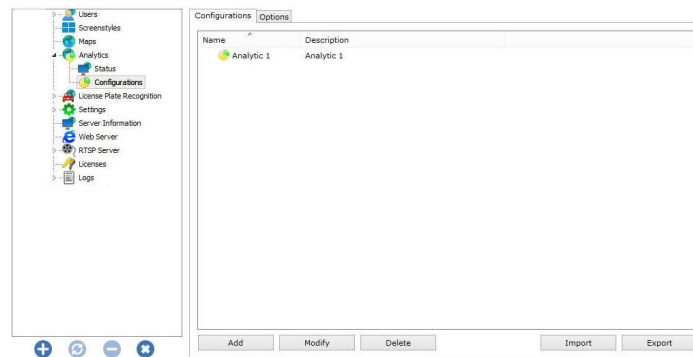 Users
Screenstyles
Maps
Analytics
Status
Configurations
License Plate Recognition
Settings
Server Information
Web Server
RTSP Server
Licenses
Logs
Configurations Options
Name Description
Analytic 1 Analytic 1
Add Modify Delete Import Export